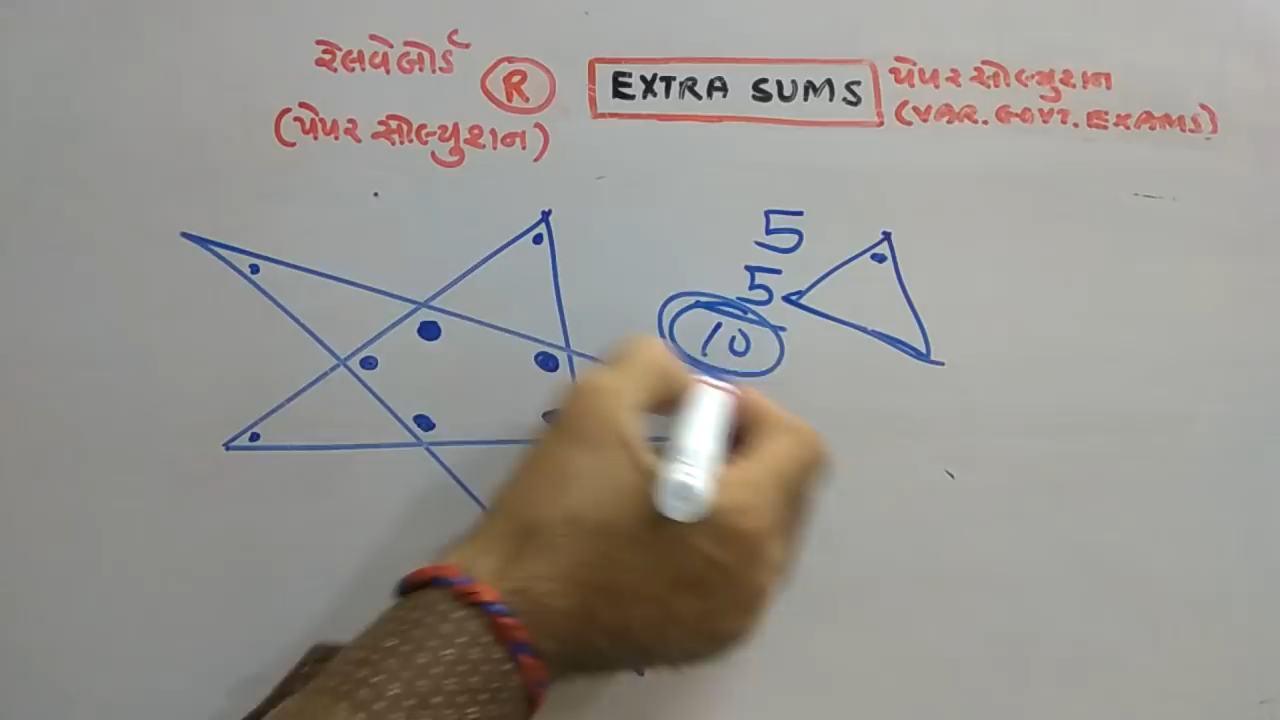 રેલવે બોર્ડ
(પેપર સોલ્યુશન)
R
EXTRA SUMS
પેપર સોલ્યુશન
(VAR. GOVT. EXAMS)
5
5
10